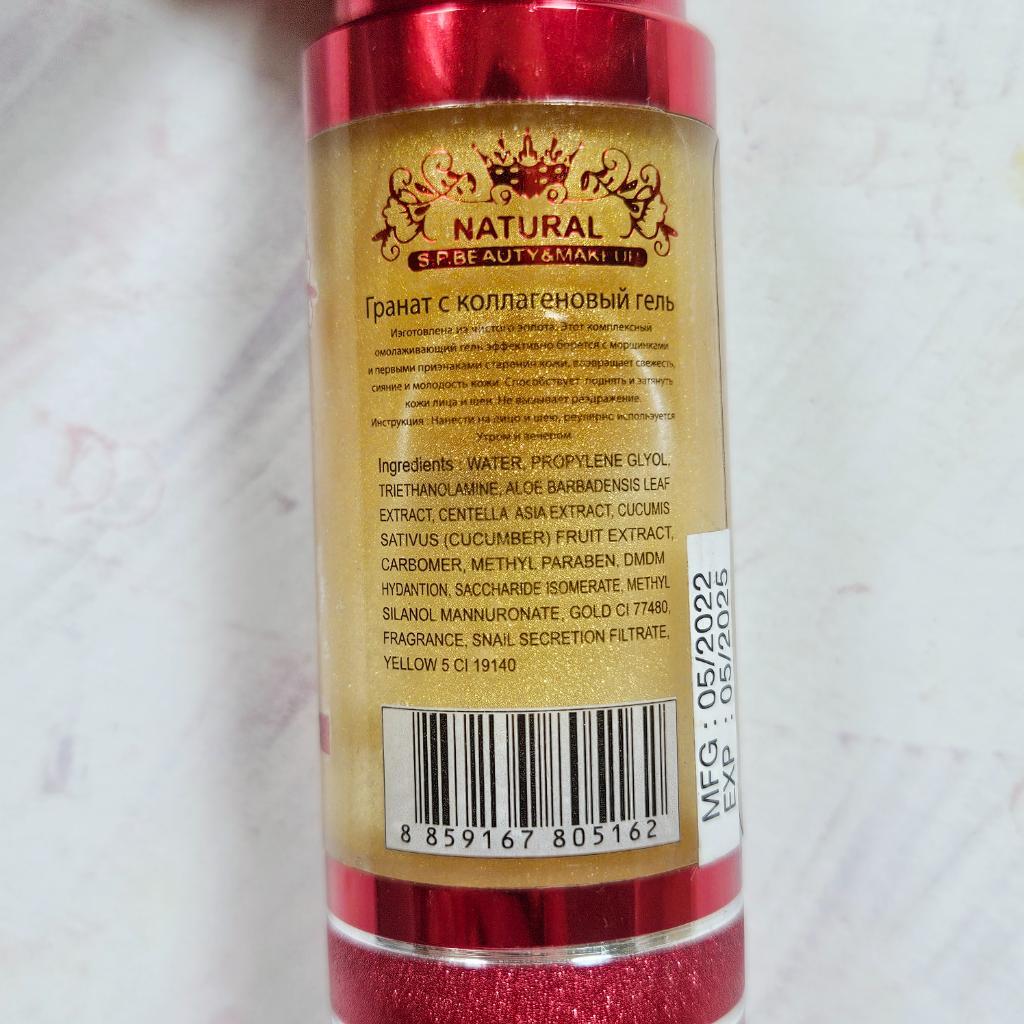 NATURAL
S.P.BEAUTY&MAKE UP
Гранат с коллагеновый гель
Изготовлена из чистого золота. Этот комплексный
омолаживающий гель эффективно борется с морщинками
и первыми признаками старения кожи, возвращает свежесть,
сияние и молодость кожи. Способствует поднять и затянуть
кожи лица и шеи. Не вызывает раздражение.
Инструкция : Нанести на лицо и шею, регулярно используется
Утром и вечером
Ingredients : WATER, PROPYLENE GLYOL,
TRIETHANOLAMINE, ALOE BARBADENSIS LEAF
EXTRACT, CENTELLA ASIA EXTRACT, CUCUMIS
SATIVUS (CUCUMBER) FRUIT EXTRACT,
CARBOMER, METHYL PARABEN, DMDM
HYDANTION, SACCHARIDE ISOMERATE, METHYL
SILANOL MANNURONATE, GOLD CI 77480,
FRAGRANCE, SNAIL SECRETION FILTRATE,
YELLOW 5 CI 19140
8 859167 805162
MFG : 05/2022
EXP : 05/2025